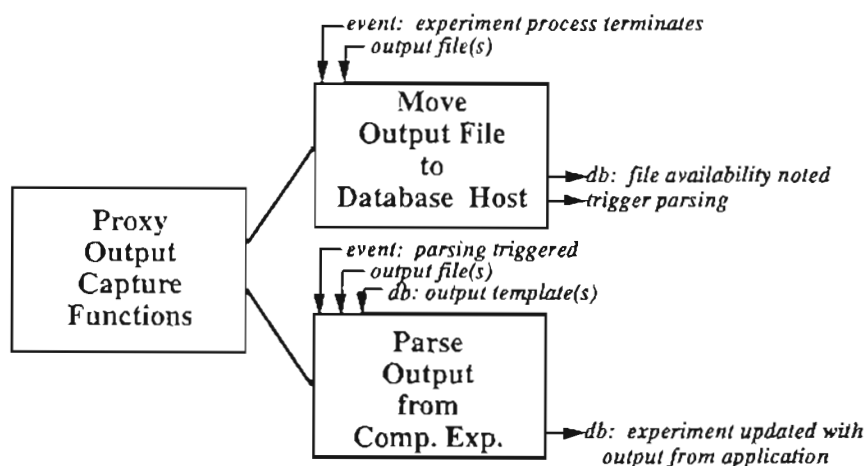 event: experiment process terminates
output file(s)
Move
Output File
to
Database Host
db: file availability noted
trigger parsing
Proxy
Output
Capture
Functions
event: parsing triggered
output file(s)
db: output template(s)
Parse
Output
from
Comp. Exp.
db: experiment updated with
output from application